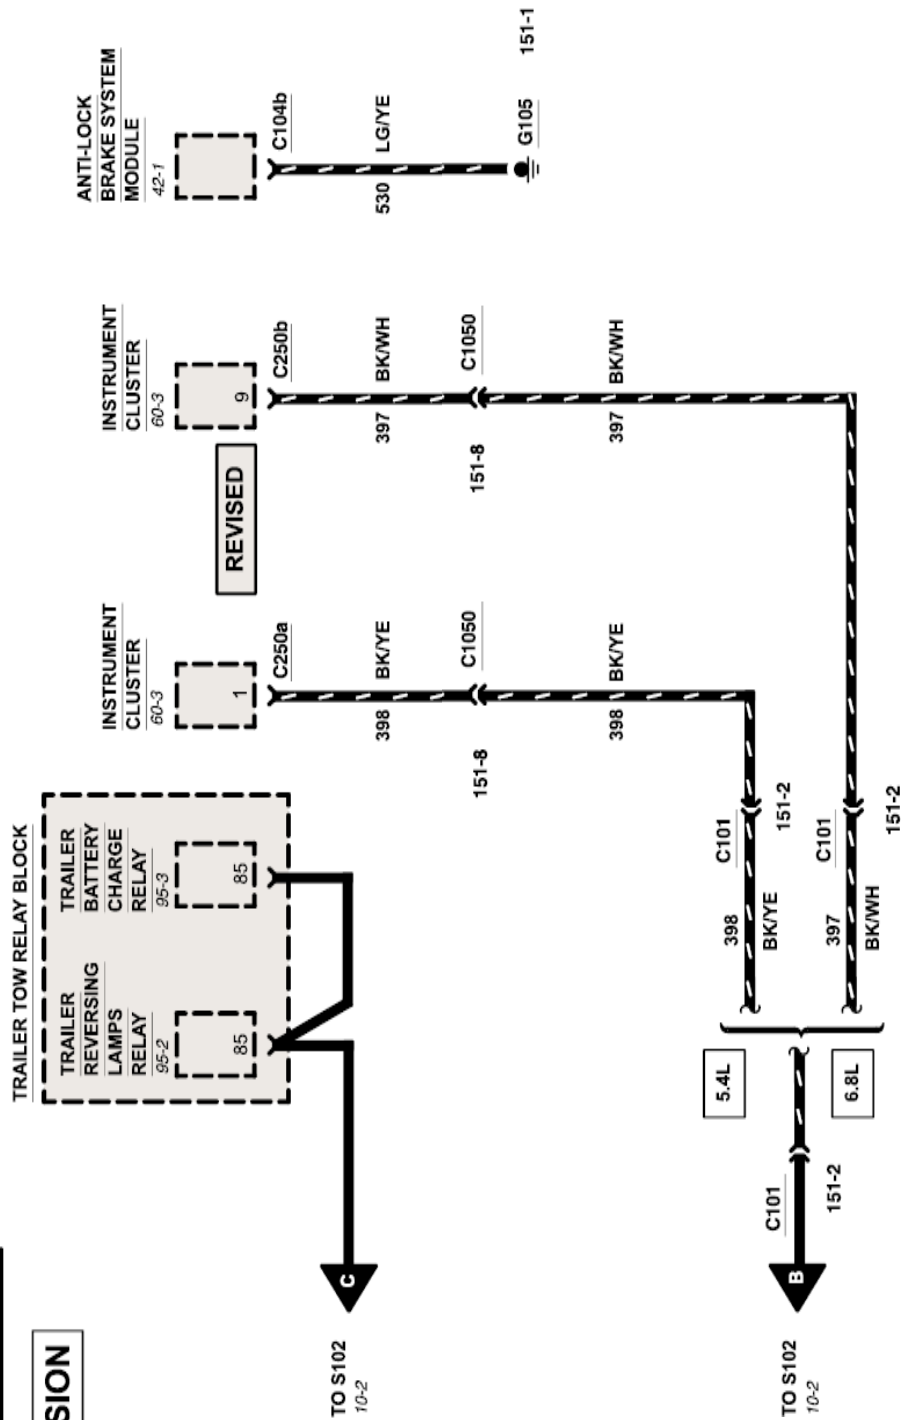 SION
TRAILER TOW RELAY BLOCK
TRAILER
REVERSING
LAMPS
RELAY
95-2
85
TRAILER
BATTERY
CHARGE
RELAY
95-3
85
C
TO S102
10-2
INSTRUMENT
CLUSTER
60-3
1
C250a
398
BK/YE
151-8
C1050
398
BK/YE
REVISED
INSTRUMENT
CLUSTER
60-3
9
C250b
397
BK/WH
151-8
C1050
397
BK/WH
ANTI-LOCK
BRAKE SYSTEM
MODULE
42-1
C104b
530
LG/YE
G105
151-1
5.4L
398
BK/YE
C101
151-2
6.8L
397
BK/WH
C101
151-2
C101
151-2
B
TO S102
10-2